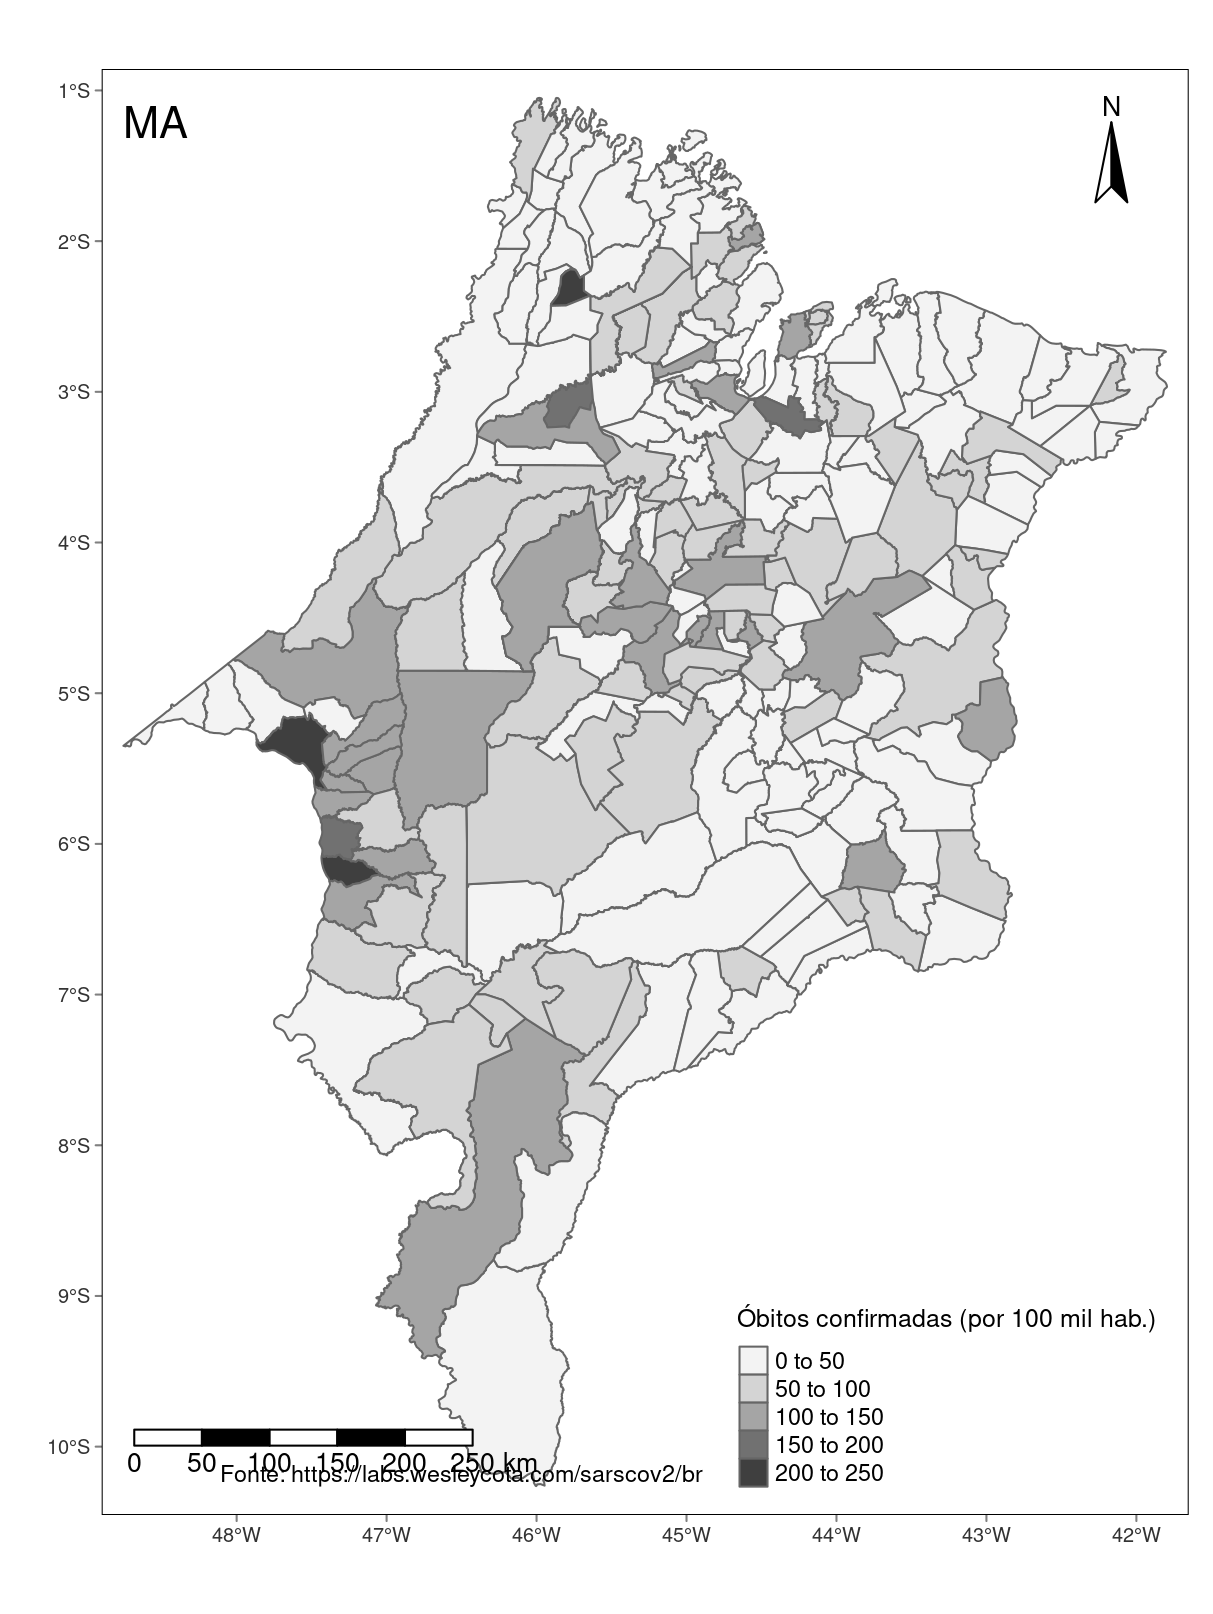 MA
N
1°S
2°S
3°S
4°S
5°S
6°S
7°S
8°S
9°S
10°S
Óbitos confirmadas (por 100 mil hab.)
0 to 50
50 to 100
100 to 150
150 to 200
200 to 250
0 50 100 150 200 250 km
Fonte: https://labs.wesleycota.com/sarscov2/br
48°W 47°W 46°W 45°W 44°W 43°W 42°W